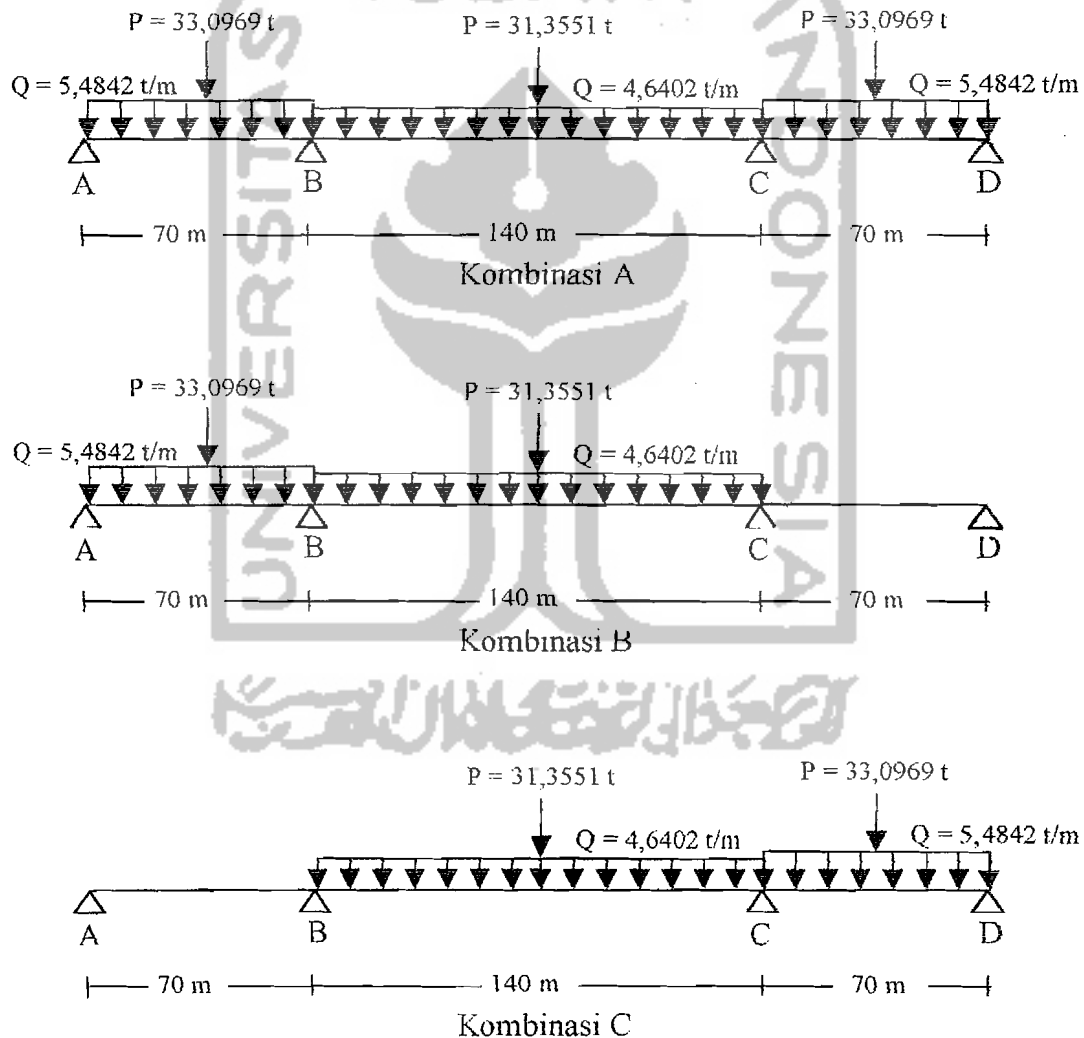 P = 33,0969 t P = 31,3551 t P = 33,0969 t
Q = 5,4842 t/m Q = 4,6402 t/m Q = 5,4842 t/m
A B C D
70 m 140 m 70 m
Kombinasi A
P = 33,0969 t P = 31,3551 t
Q = 5,4842 t/m Q = 4,6402 t/m
A B C D
70 m 140 m 70 m
Kombinasi B
P = 31,3551 t P = 33,0969 t
Q = 4,6402 t/m Q = 5,4842 t/m
A B C D
70 m 140 m 70 m
Kombinasi C
UNIVERSITAS
INDONESIA